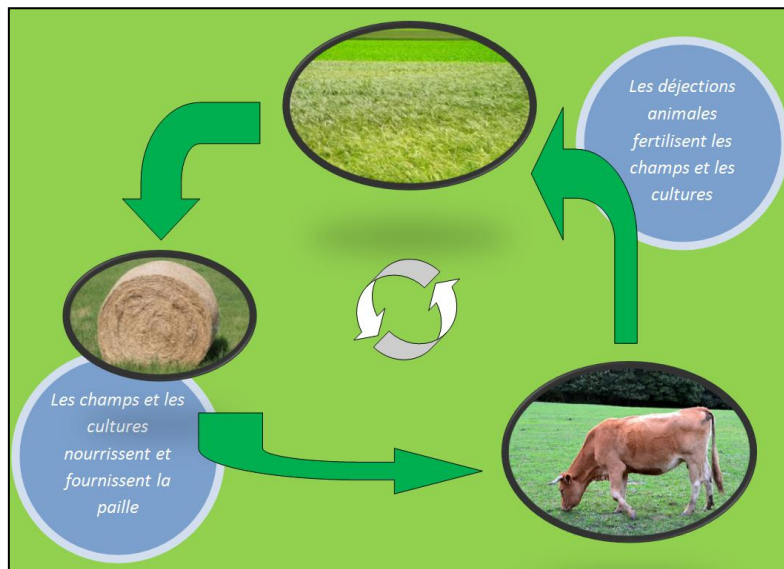 Les déjections
animales
fertilisent les
champs et les
cultures
Les champs et les
cultures
nourrissent et
fournissent la
paille